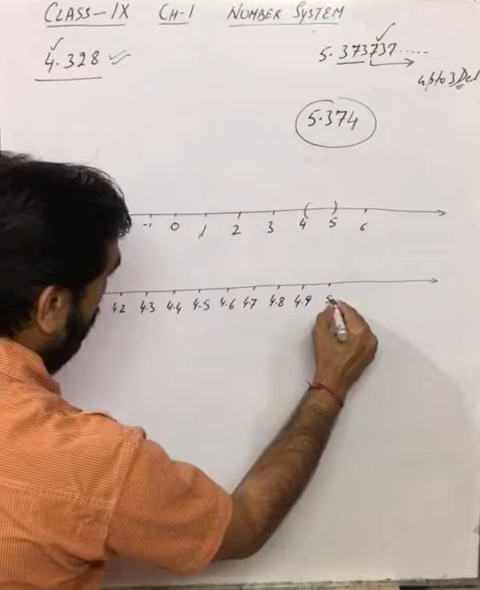 CLASS-IX CH-1 NUMBER SYSTEM
4.328
5.373737.....
upto 3 Dcl
5.374
-1 0 1 2 3 4 5 6
4.2 4.3 4.4 4.5 4.6 4.7 4.8 4.9 5